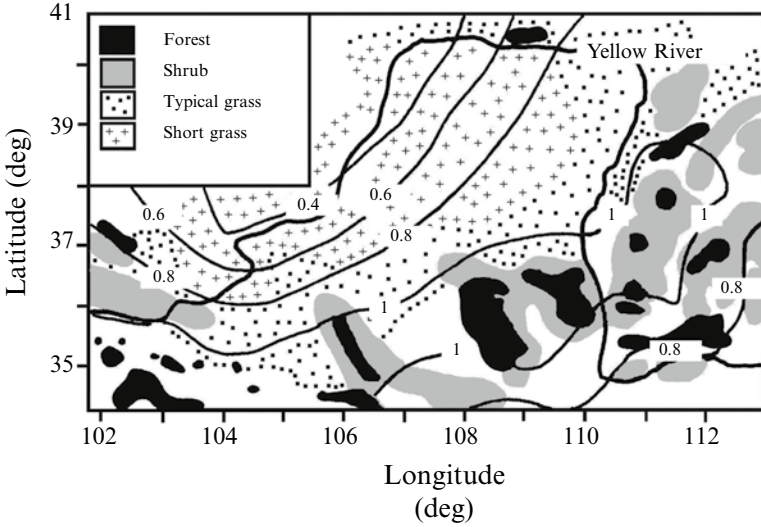 41
39
37
35
Latitude (deg)
Forest
Shrub
Typical grass
Short grass
Yellow River
0.4
0.6
0.6
0.8
0.8
1
1
1
1
0.8
0.8
102
104
106
108
110
112
Longitude
(deg)